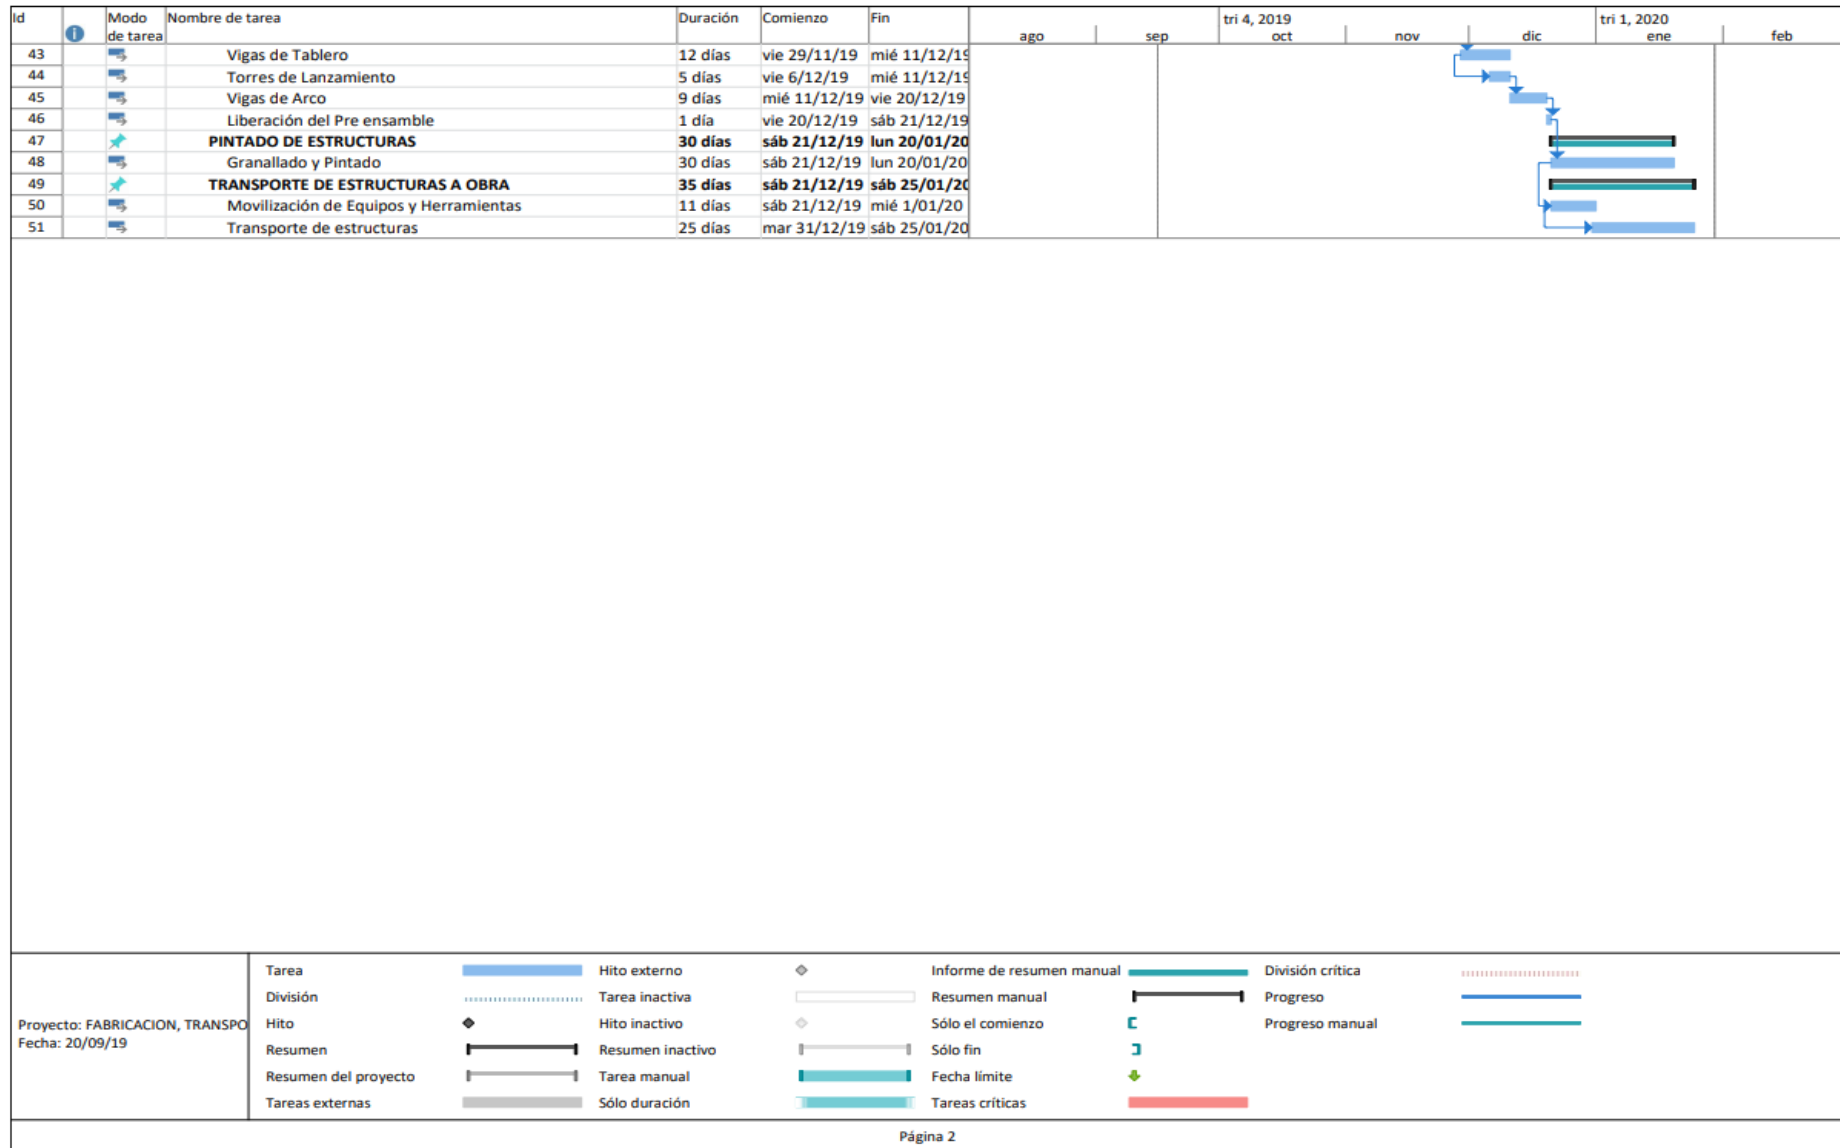 Id Modo de tarea Nombre de tarea Duración Comienzo Fin
tri 4, 2019 tri 1, 2020
ago sep oct nov dic ene feb
43 Vigas de Tablero 12 días vie 29/11/19 mié 11/12/19
44 Torres de Lanzamiento 5 días vie 6/12/19 mié 11/12/19
45 Vigas de Arco 9 días mié 11/12/19 vie 20/12/19
46 Liberación del Pre ensamble 1 día vie 20/12/19 sáb 21/12/19
47 PINTADO DE ESTRUCTURAS 30 días sáb 21/12/19 lun 20/01/20
48 Granallado y Pintado 30 días sáb 21/12/19 lun 20/01/20
49 TRANSPORTE DE ESTRUCTURAS A OBRA 35 días sáb 21/12/19 sáb 25/01/20
50 Movilización de Equipos y Herramientas 11 días sáb 21/12/19 mié 1/01/20
51 Transporte de estructuras 25 días mar 31/12/19 sáb 25/01/20
Proyecto: FABRICACION, TRANSPO
Fecha: 20/09/19
Tarea Hito externo Informe de resumen manual División crítica
División Tarea inactiva Resumen manual Progreso
Hito Hito inactivo Sólo el comienzo Progreso manual
Resumen Resumen inactivo Sólo fin
Resumen del proyecto Tarea manual Fecha límite
Tareas externas Sólo duración Tareas críticas
Página 2